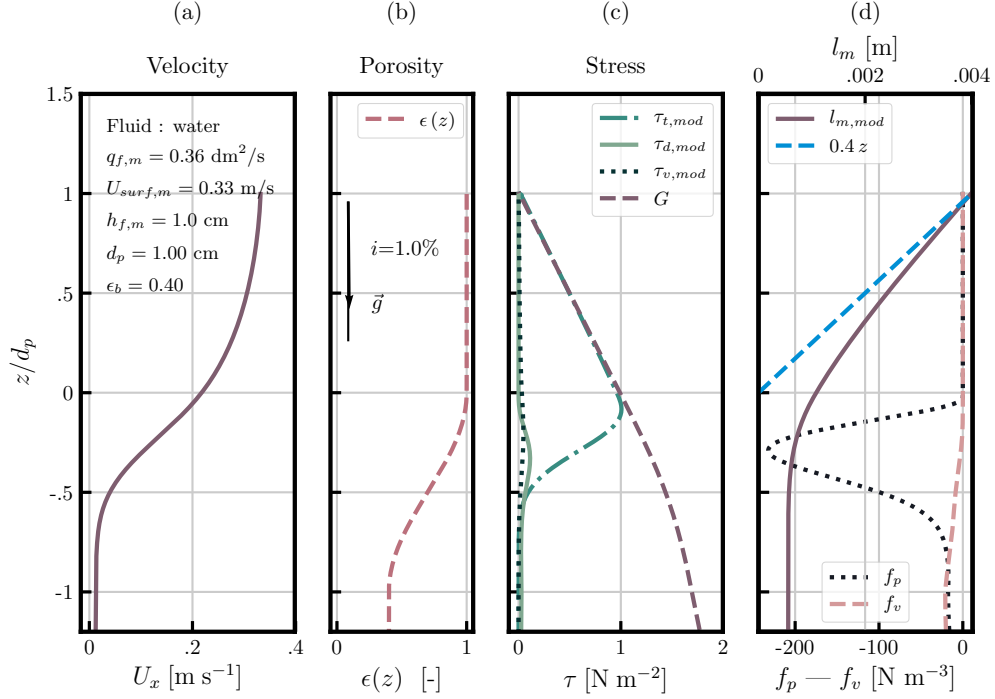 (a)
(b)
(c)
(d)
l_m [m]
Velocity
Porosity
Stress
0
.002
.004
1.5
1
.5
0
-.5
-1
z/d_p
Fluid : water
q_{f,m} = 0.36 dm²/s
U_{surf,m} = 0.33 m/s
h_{f,m} = 1.0 cm
d_p = 1.00 cm
ϵ_b = 0.40
0
.2
.4
U_x [m s⁻¹]
ϵ (z)
i=1.0%
g⃗
0
1
ϵ(z) [-]
τ_{t,mod}
τ_{d,mod}
τ_{v,mod}
G
0
1
2
τ [N m⁻²]
l_{m,mod}
0.4 z
f_p
f_v
-200
-100
0
f_p — f_v [N m⁻³]